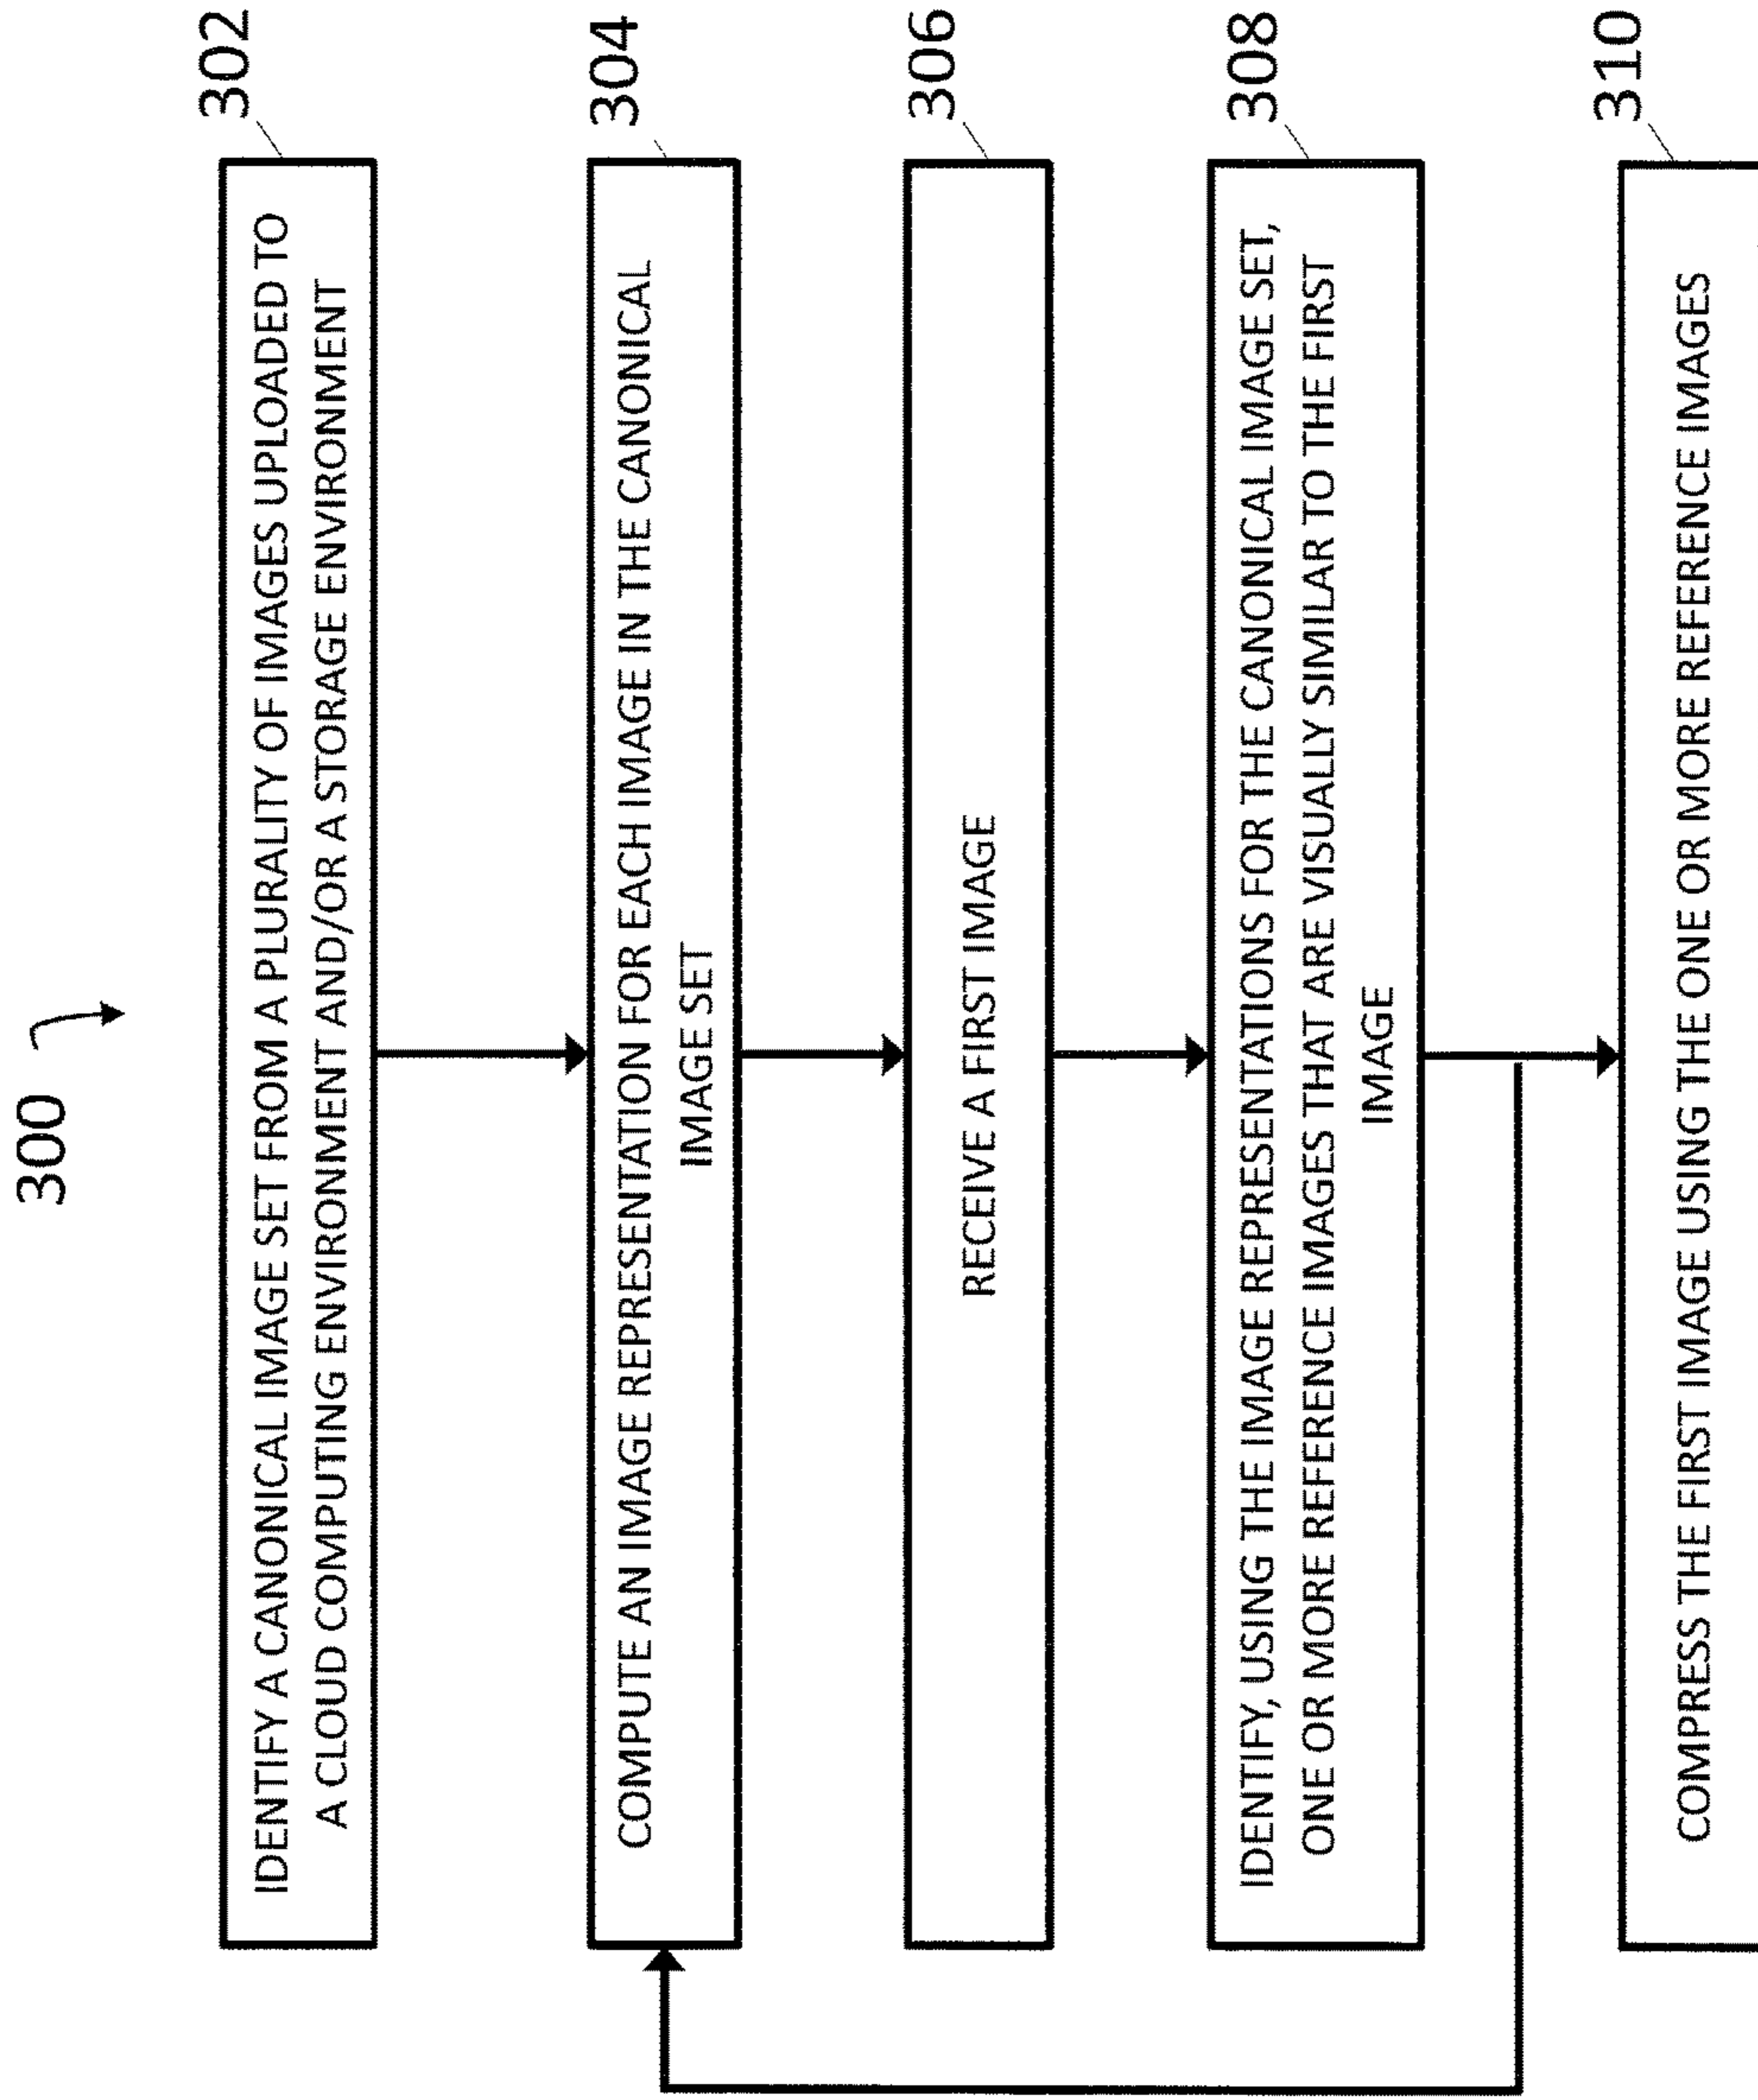 300
302
IDENTIFY A CANONICAL IMAGE SET FROM A PLURALITY OF IMAGES UPLOADED TO
A CLOUD COMPUTING ENVIRONMENT AND/OR A STORAGE ENVIRONMENT
304
COMPUTE AN IMAGE REPRESENTATION FOR EACH IMAGE IN THE CANONICAL
IMAGE SET
306
RECEIVE A FIRST IMAGE
308
IDENTIFY, USING THE IMAGE REPRESENTATIONS FOR THE CANONICAL IMAGE SET,
ONE OR MORE REFERENCE IMAGES THAT ARE VISUALLY SIMILAR TO THE FIRST
IMAGE
310
COMPRESS THE FIRST IMAGE USING THE ONE OR MORE REFERENCE IMAGES